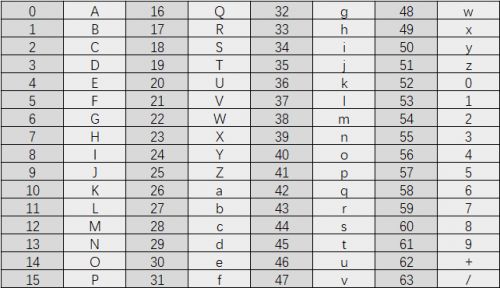 0 A 16 Q 32 g 48 w
1 B 17 R 33 h 49 x
2 C 18 S 34 i 50 y
3 D 19 T 35 j 51 z
4 E 20 U 36 k 52 0
5 F 21 V 37 l 53 1
6 G 22 W 38 m 54 2
7 H 23 X 39 n 55 3
8 I 24 Y 40 o 56 4
9 J 25 Z 41 p 57 5
10 K 26 a 42 q 58 6
11 L 27 b 43 r 59 7
12 M 28 c 44 s 60 8
13 N 29 d 45 t 61 9
14 O 30 e 46 u 62 +
15 P 31 f 47 v 63 /